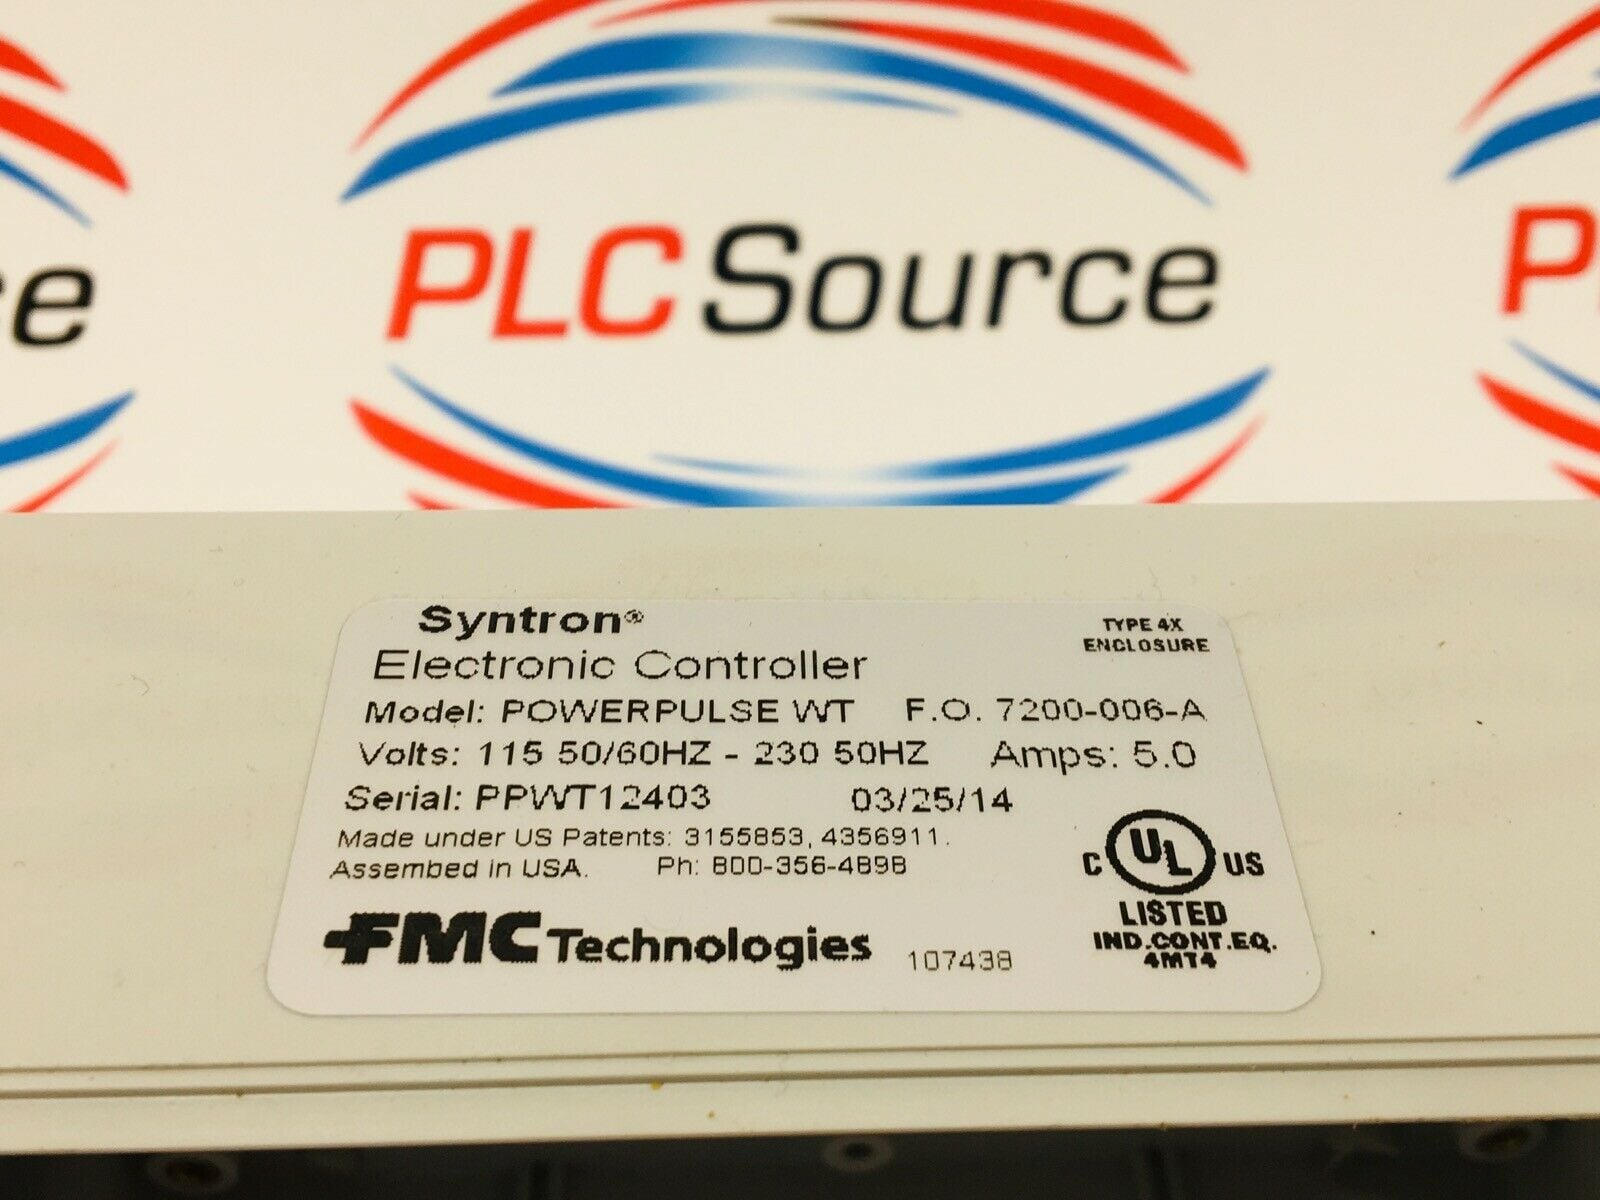 PLC Source
ce
P
Syntron®
TYPE 4X
ENCLOSURE
Electronic Controller
Model: POWERPULSE WT F.O. 7200-006-A
Volts: 115 50/60HZ - 230 50HZ Amps: 5.0
Serial: PPWT12403 03/25/14
Made under US Patents: 3155853, 4356911.
Assembed in USA. Ph: 800-356-4898
C UL US
LISTED
IND.CONT.EQ.
4MT4
FMC Technologies 107438